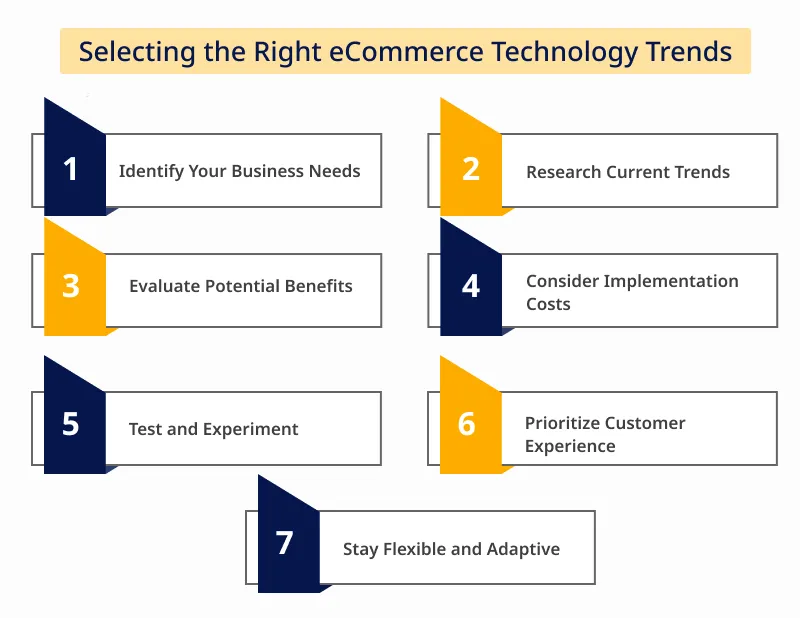 Selecting the Right eCommerce Technology Trends
1
Identify Your Business Needs
2
Research Current Trends
3
Evaluate Potential Benefits
4
Consider Implementation
Costs
5
Test and Experiment
6
Prioritize Customer
Experience
7
Stay Flexible and Adaptive